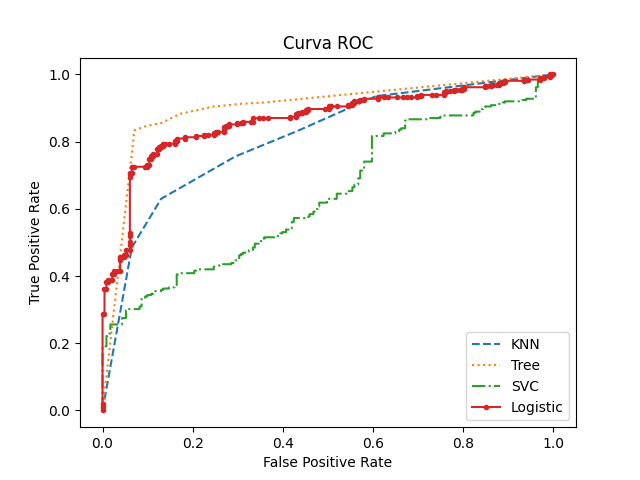 Curva ROC
True Positive Rate
1.0
0.8
0.6
0.4
0.2
0.0
KNN
Tree
SVC
Logistic
0.0 0.2 0.4 0.6 0.8 1.0
False Positive Rate